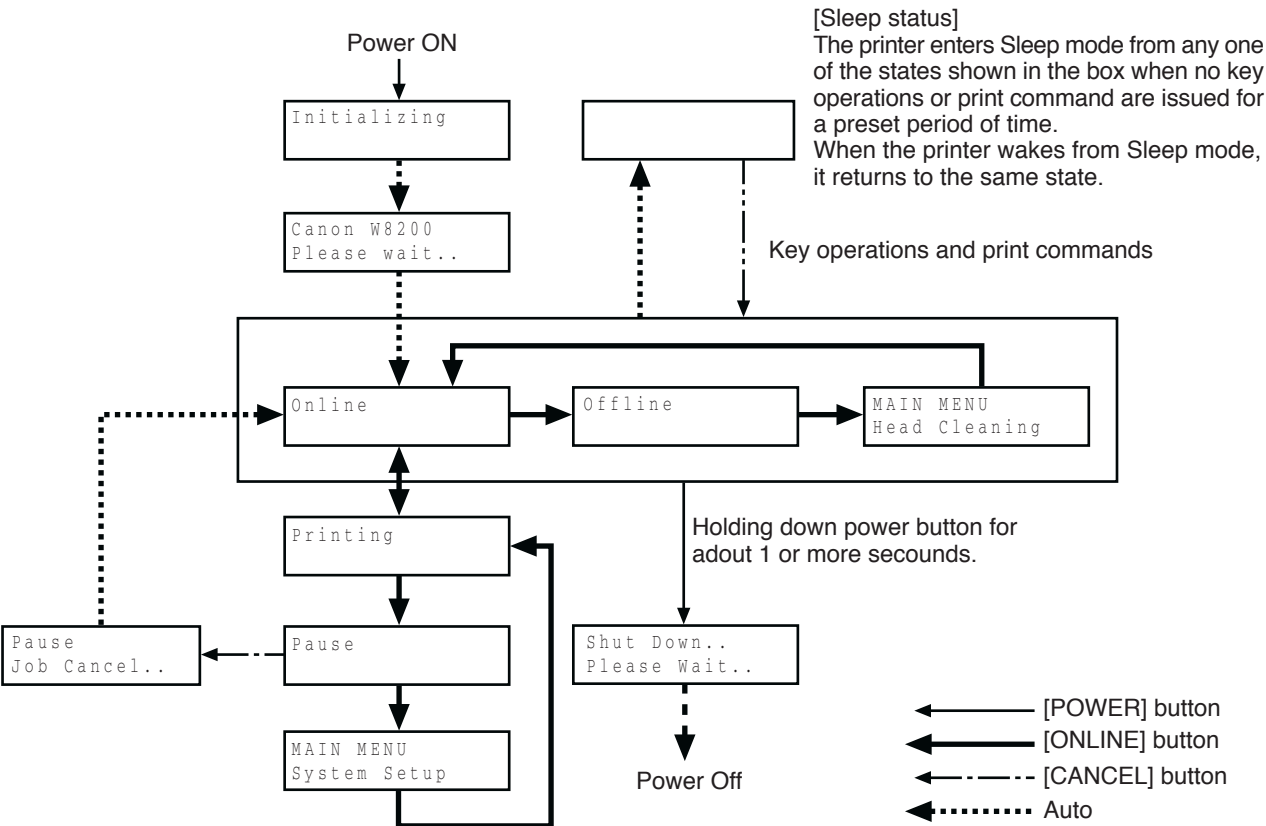 Power ON
[Sleep status]
The printer enters Sleep mode from any one
of the states shown in the box when no key
operations or print command are issued for
a preset period of time.
When the printer wakes from Sleep mode,
it returns to the same state.
Initializing
Canon W8200
Please wait..
Key operations and print commands
Online
Offline
MAIN MENU
Head Cleaning
Printing
Holding down power button for
adout 1 or more secounds.
Pause
Job Cancel..
Pause
Shut Down..
Please Wait..
MAIN MENU
System Setup
Power Off
[POWER] button
[ONLINE] button
[CANCEL] button
Auto